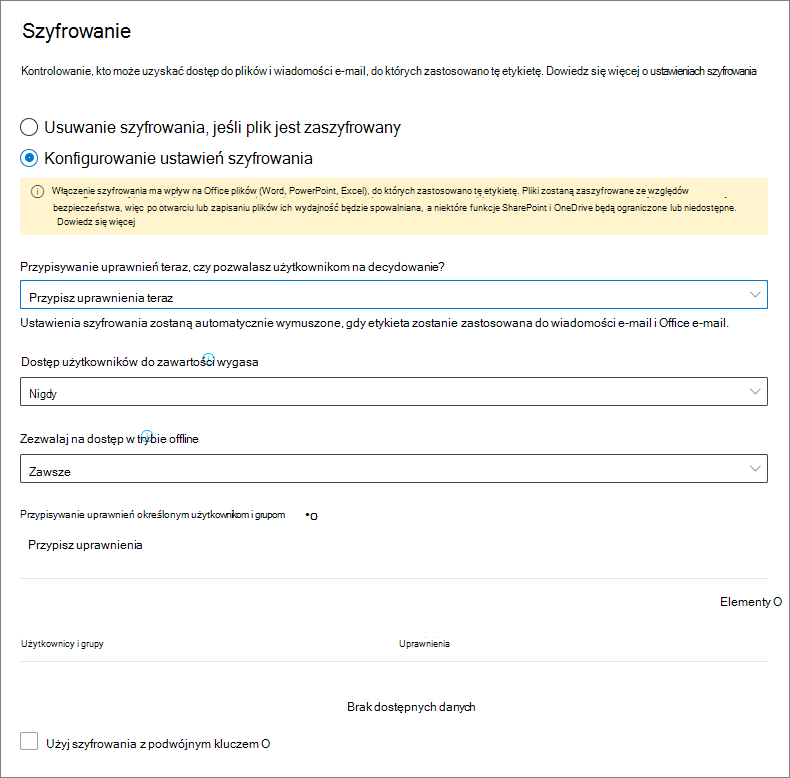 Szyfrowanie
Kontrolowanie, kto może uzyskać dostęp do plików i wiadomości e-mail, do których zastosowano tę etykietę. Dowiedz się więcej o ustawieniach szyfrowania
Usuwanie szyfrowania, jeśli plik jest zaszyfrowany
Konfigurowanie ustawień szyfrowania
Włączenie szyfrowania ma wpływ na Office plików (Word, PowerPoint, Excel), do których zastosowano tę etykietę. Pliki zostaną zaszyfrowane ze względów
bezpieczeństwa, więc po otwarciu lub zapisaniu plików ich wydajność będzie spowalniana, a niektóre funkcje SharePoint i OneDrive będą ograniczone lub niedostępne.
Dowiedz się więcej
Przypisywanie uprawnień teraz, czy pozwalasz użytkownikom na decydowanie?
Przypisz uprawnienia teraz
Ustawienia szyfrowania zostaną automatycznie wymuszone, gdy etykieta zostanie zastosowana do wiadomości e-mail i Office e-mail.
Dostęp użytkowników do zawartości wygasa
Nigdy
Zezwalaj na dostęp w trybie offline
Zawsze
Przypisywanie uprawnień określonym użytkownikom i grupom *O
Przypisz uprawnienia
Elementy O
Użytkownicy i grupy Uprawnienia
Brak dostępnych danych
Użyj szyfrowania z podwójnym kluczem O